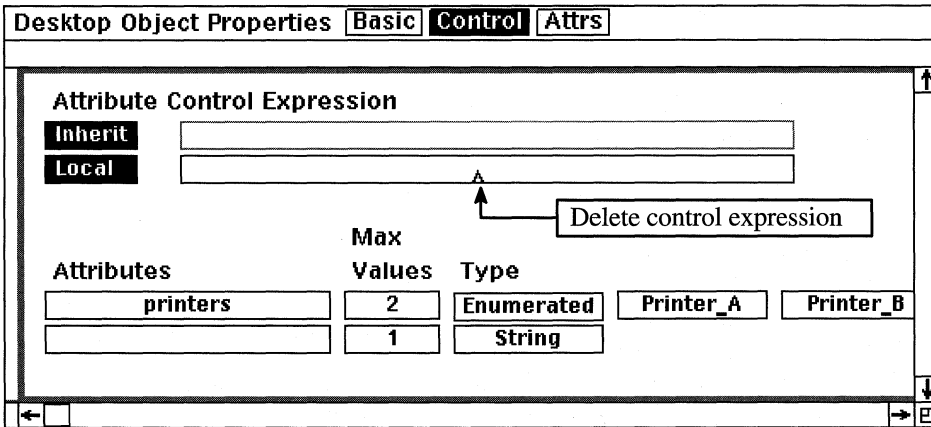 Desktop Object Properties Basic Control Attrs
Attribute Control Expression
Inherit
Local
Delete control expression
Max
Attributes Values Type
printers 2 Enumerated Printer_A Printer_B
1 String